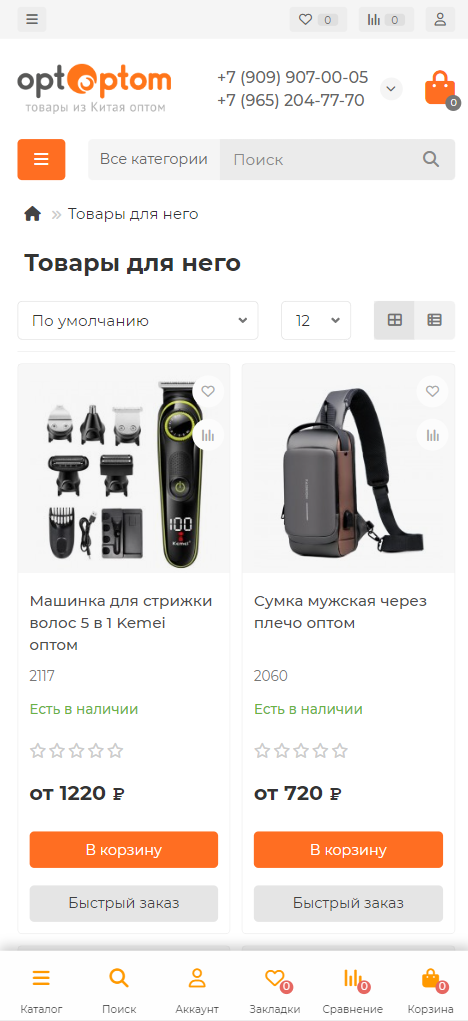 0
0
optOptom
товары из Китая оптом
+7 (909) 907-00-05
+7 (965) 204-77-70
0
Все категории
Поиск
Товары для него
Товары для него
По умолчанию
12
100
Kemei
Машинка для стрижки
волос 5 в 1 Kemei
оптом
2117
Есть в наличии
от 1220 ₽
В корзину
Быстрый заказ
Сумка мужская через
плечо оптом
2060
Есть в наличии
от 720 ₽
В корзину
Быстрый заказ
Каталог
Поиск
Аккаунт
0
Закладки
0
Сравнение
0
Корзина